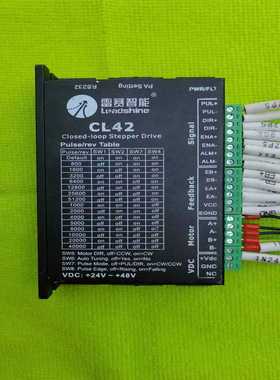 RS232
PA Setting
PWR/FLT
雷赛智能
Leadshine
CL42
Closed-loop Stepper Drive
Pulse/rev Table
Pulse/rev SW1 SW2 SW3 SW4
Default on on on on
800 off on on on
1600 on off on on
3200 off off on on
6400 on on off on
12800 off on off on
25600 on off off on
51200 off off off on
1000 on on on off
2000 off on on off
4000 on off on off
5000 off off on off
8000 on on off off
10000 off on off off
20000 on off off off
40000 off off off off
SW5: Motor DIR, off=CCW, on=CW
SW6: Auto Tuning, off=Yes, on=No
SW7: Pulse Mode, off=PUL/DIR, on=CW/CCW
SW8: Pulse Edge, off=Rising, on=Falling
VDC: +24V ~ +48V
Signal
PUL+
PUL-
DIR+
DIR-
ENA+
ENA-
ALM+
ALM-
Feedback
EB+
EB-
EA+
EA-
VCC
EGND
Motor
A+
A-
B+
B-
VDC
+Vdc
GND
NC